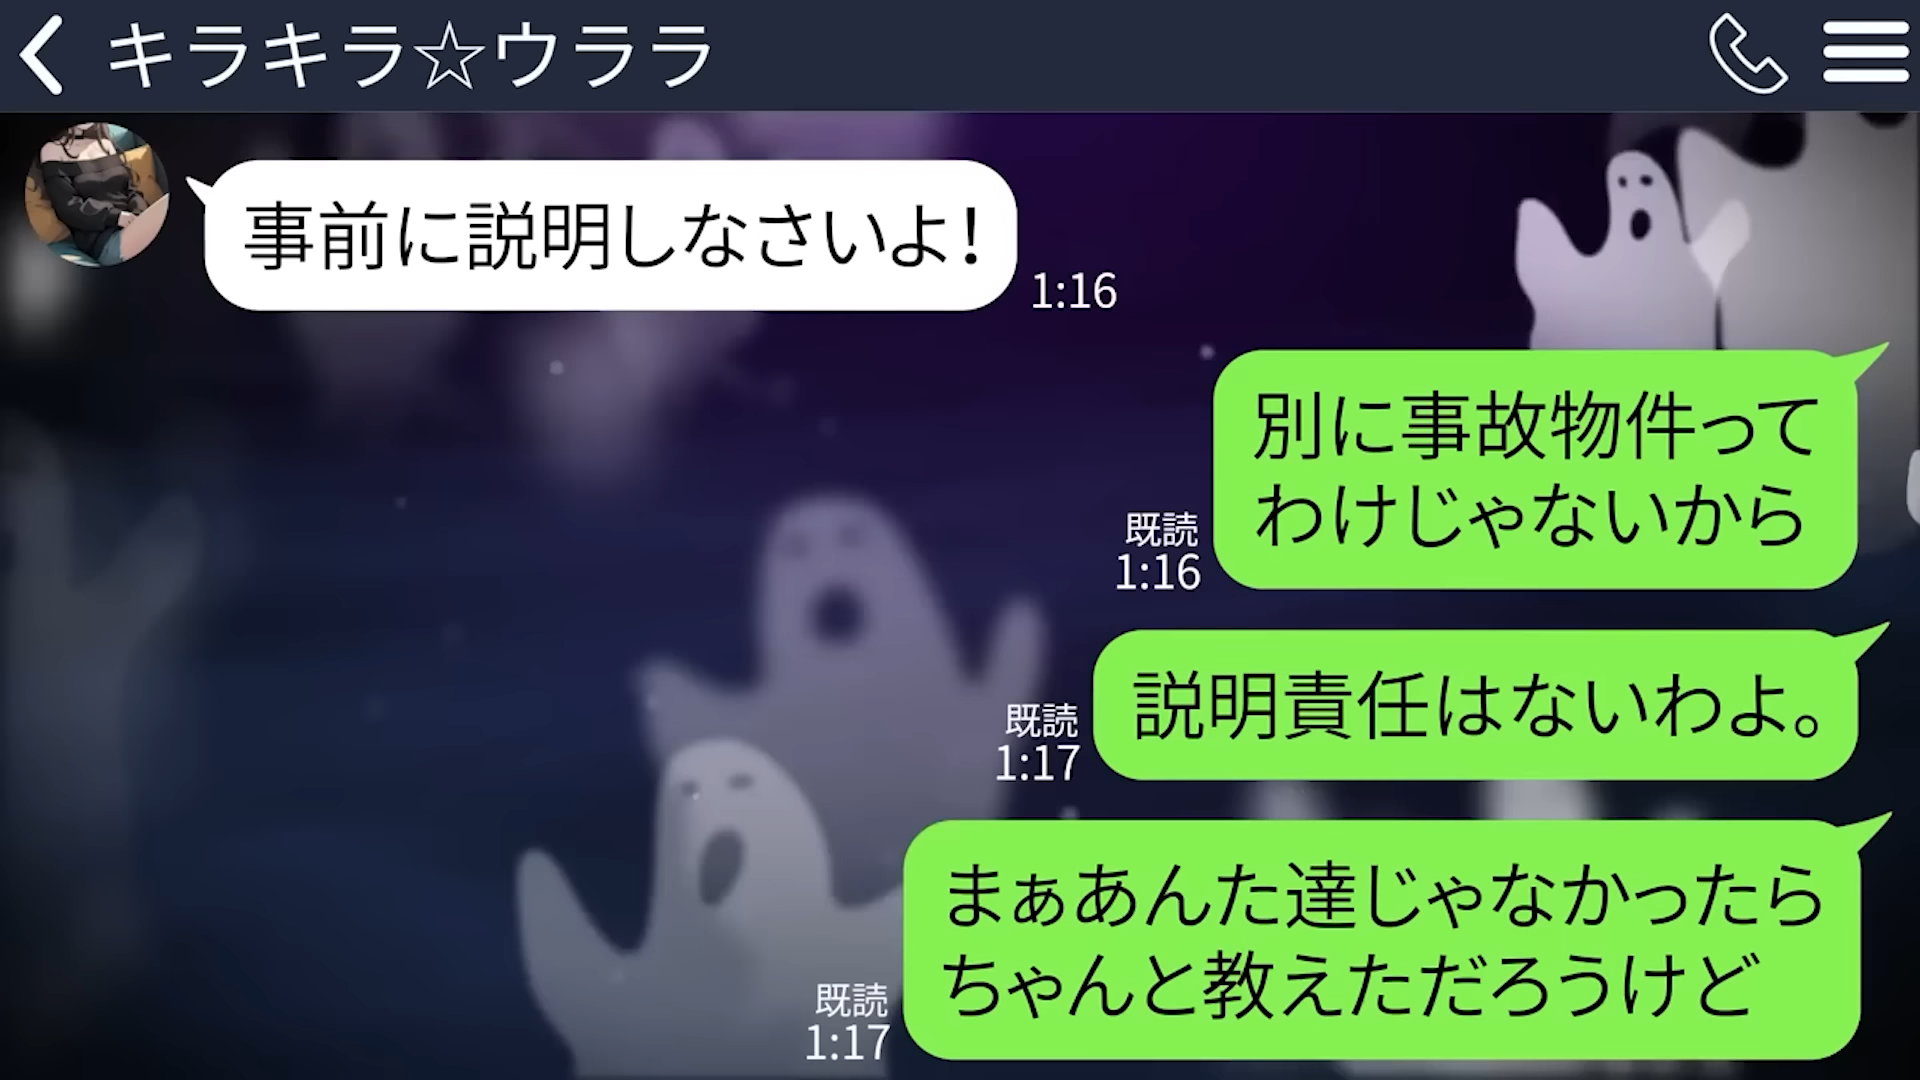 キラキラ☆ウララ
事前に説明しなさいよ！
1:16
別に事故物件って
わけじゃないから
既読
1:16
説明責任はないわよ。
既読
1:17
まぁあんた達じゃなかったら
ちゃんと教えただろうけど
既読
1:17